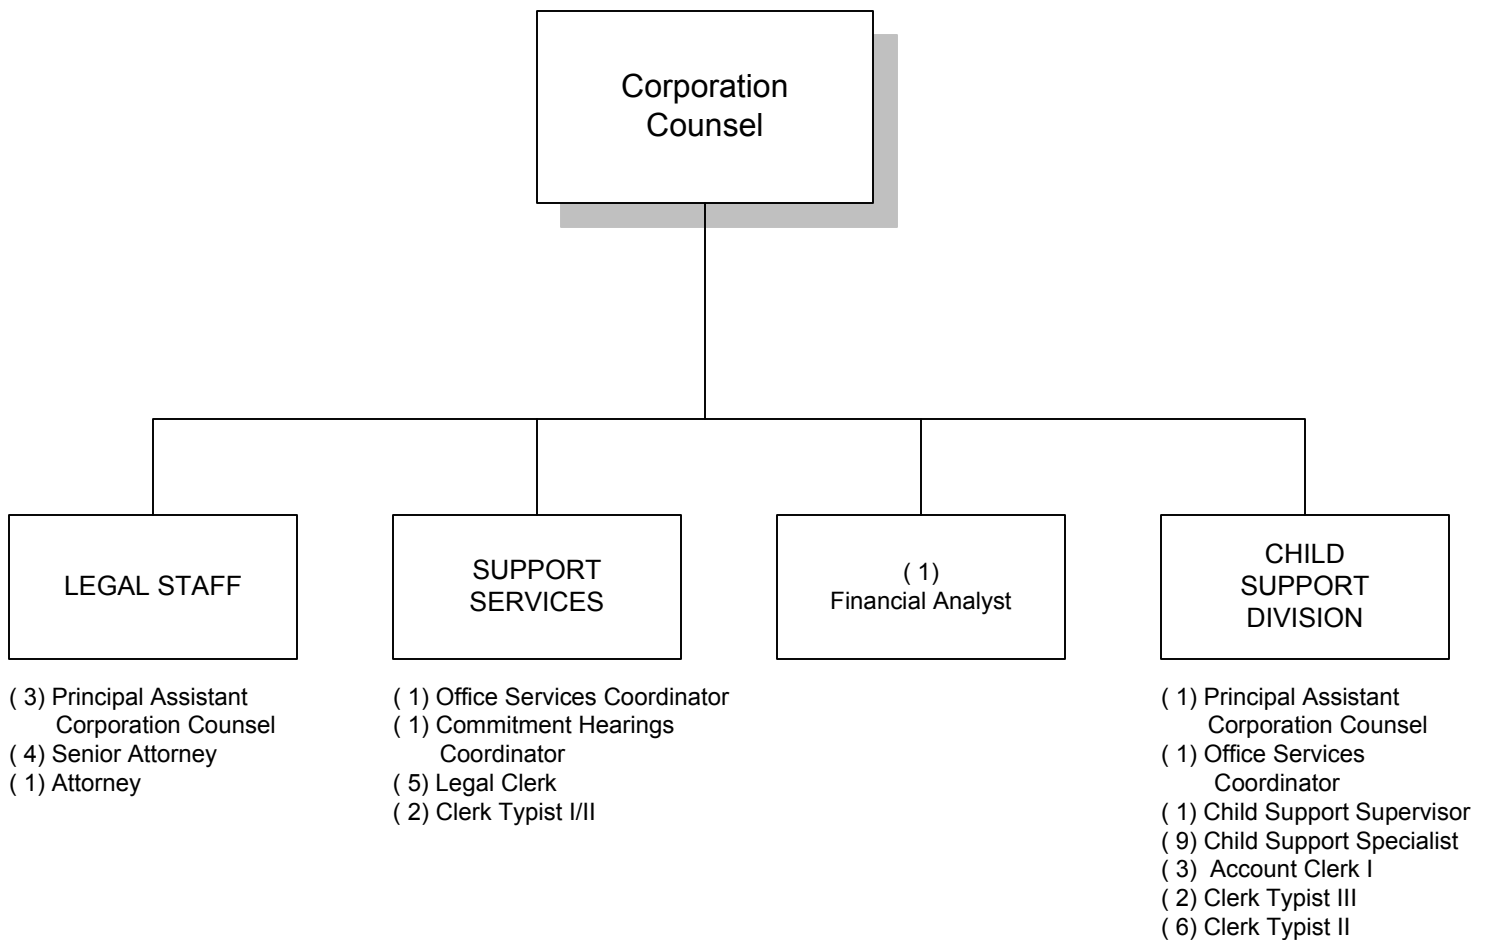 Corporation
Counsel
LEGAL STAFF
SUPPORT
SERVICES
( 1)
Financial Analyst
CHILD
SUPPORT
DIVISION
( 3) Principal Assistant
Corporation Counsel
( 4) Senior Attorney
( 1) Attorney
( 1) Office Services Coordinator
( 1) Commitment Hearings
Coordinator
( 5) Legal Clerk
( 2) Clerk Typist I/II
( 1) Principal Assistant
Corporation Counsel
( 1) Office Services
Coordinator
( 1) Child Support Supervisor
( 9) Child Support Specialist
( 3) Account Clerk I
( 2) Clerk Typist III
( 6) Clerk Typist II